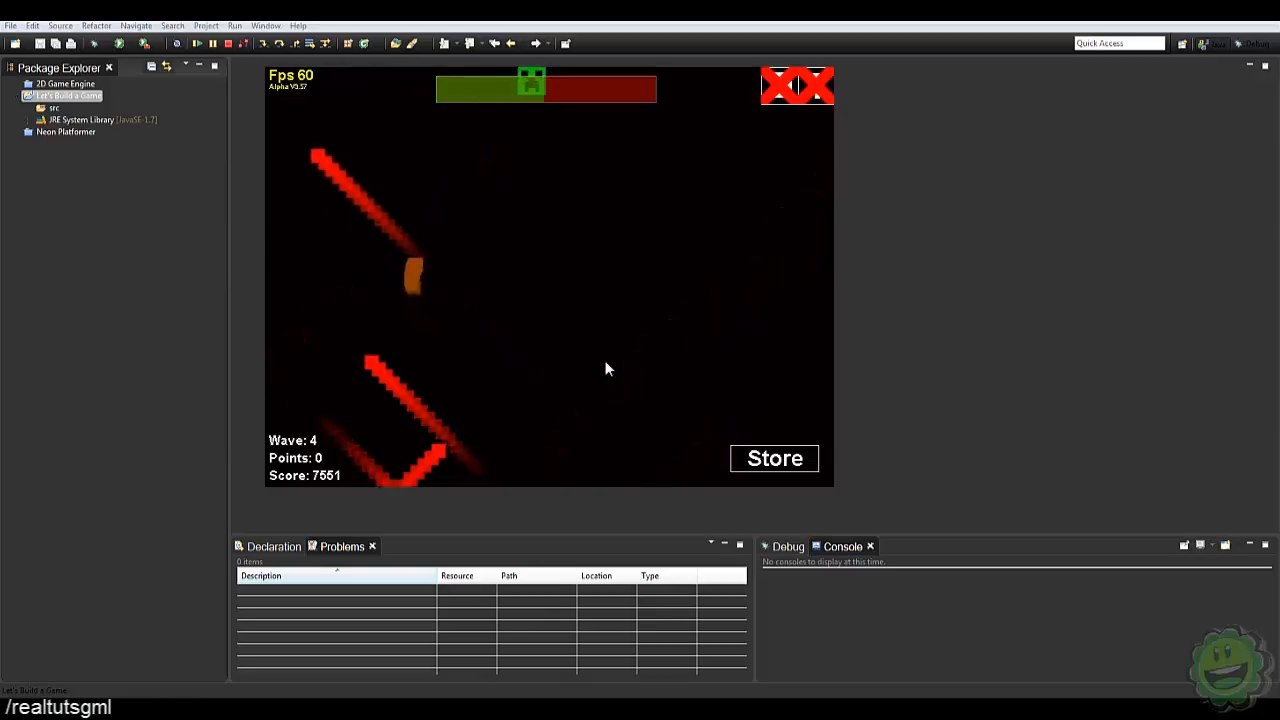 File Edit Source Refactor Navigate Search Project Run Window Help
Quick Access
Debug
Package Explorer
2D Game Engine
Let's Build a Game
src
JRE System Library [JavaSE-1.7]
Neon Platformer
Fps 60
Alpha V3.57
Wave: 4
Points: 0
Score: 7551
Store
Declaration Problems
0 items
Description Resource Path Location Type
Debug Console
No consoles to display at this time.
Let's Build a Game
/realtutsgml